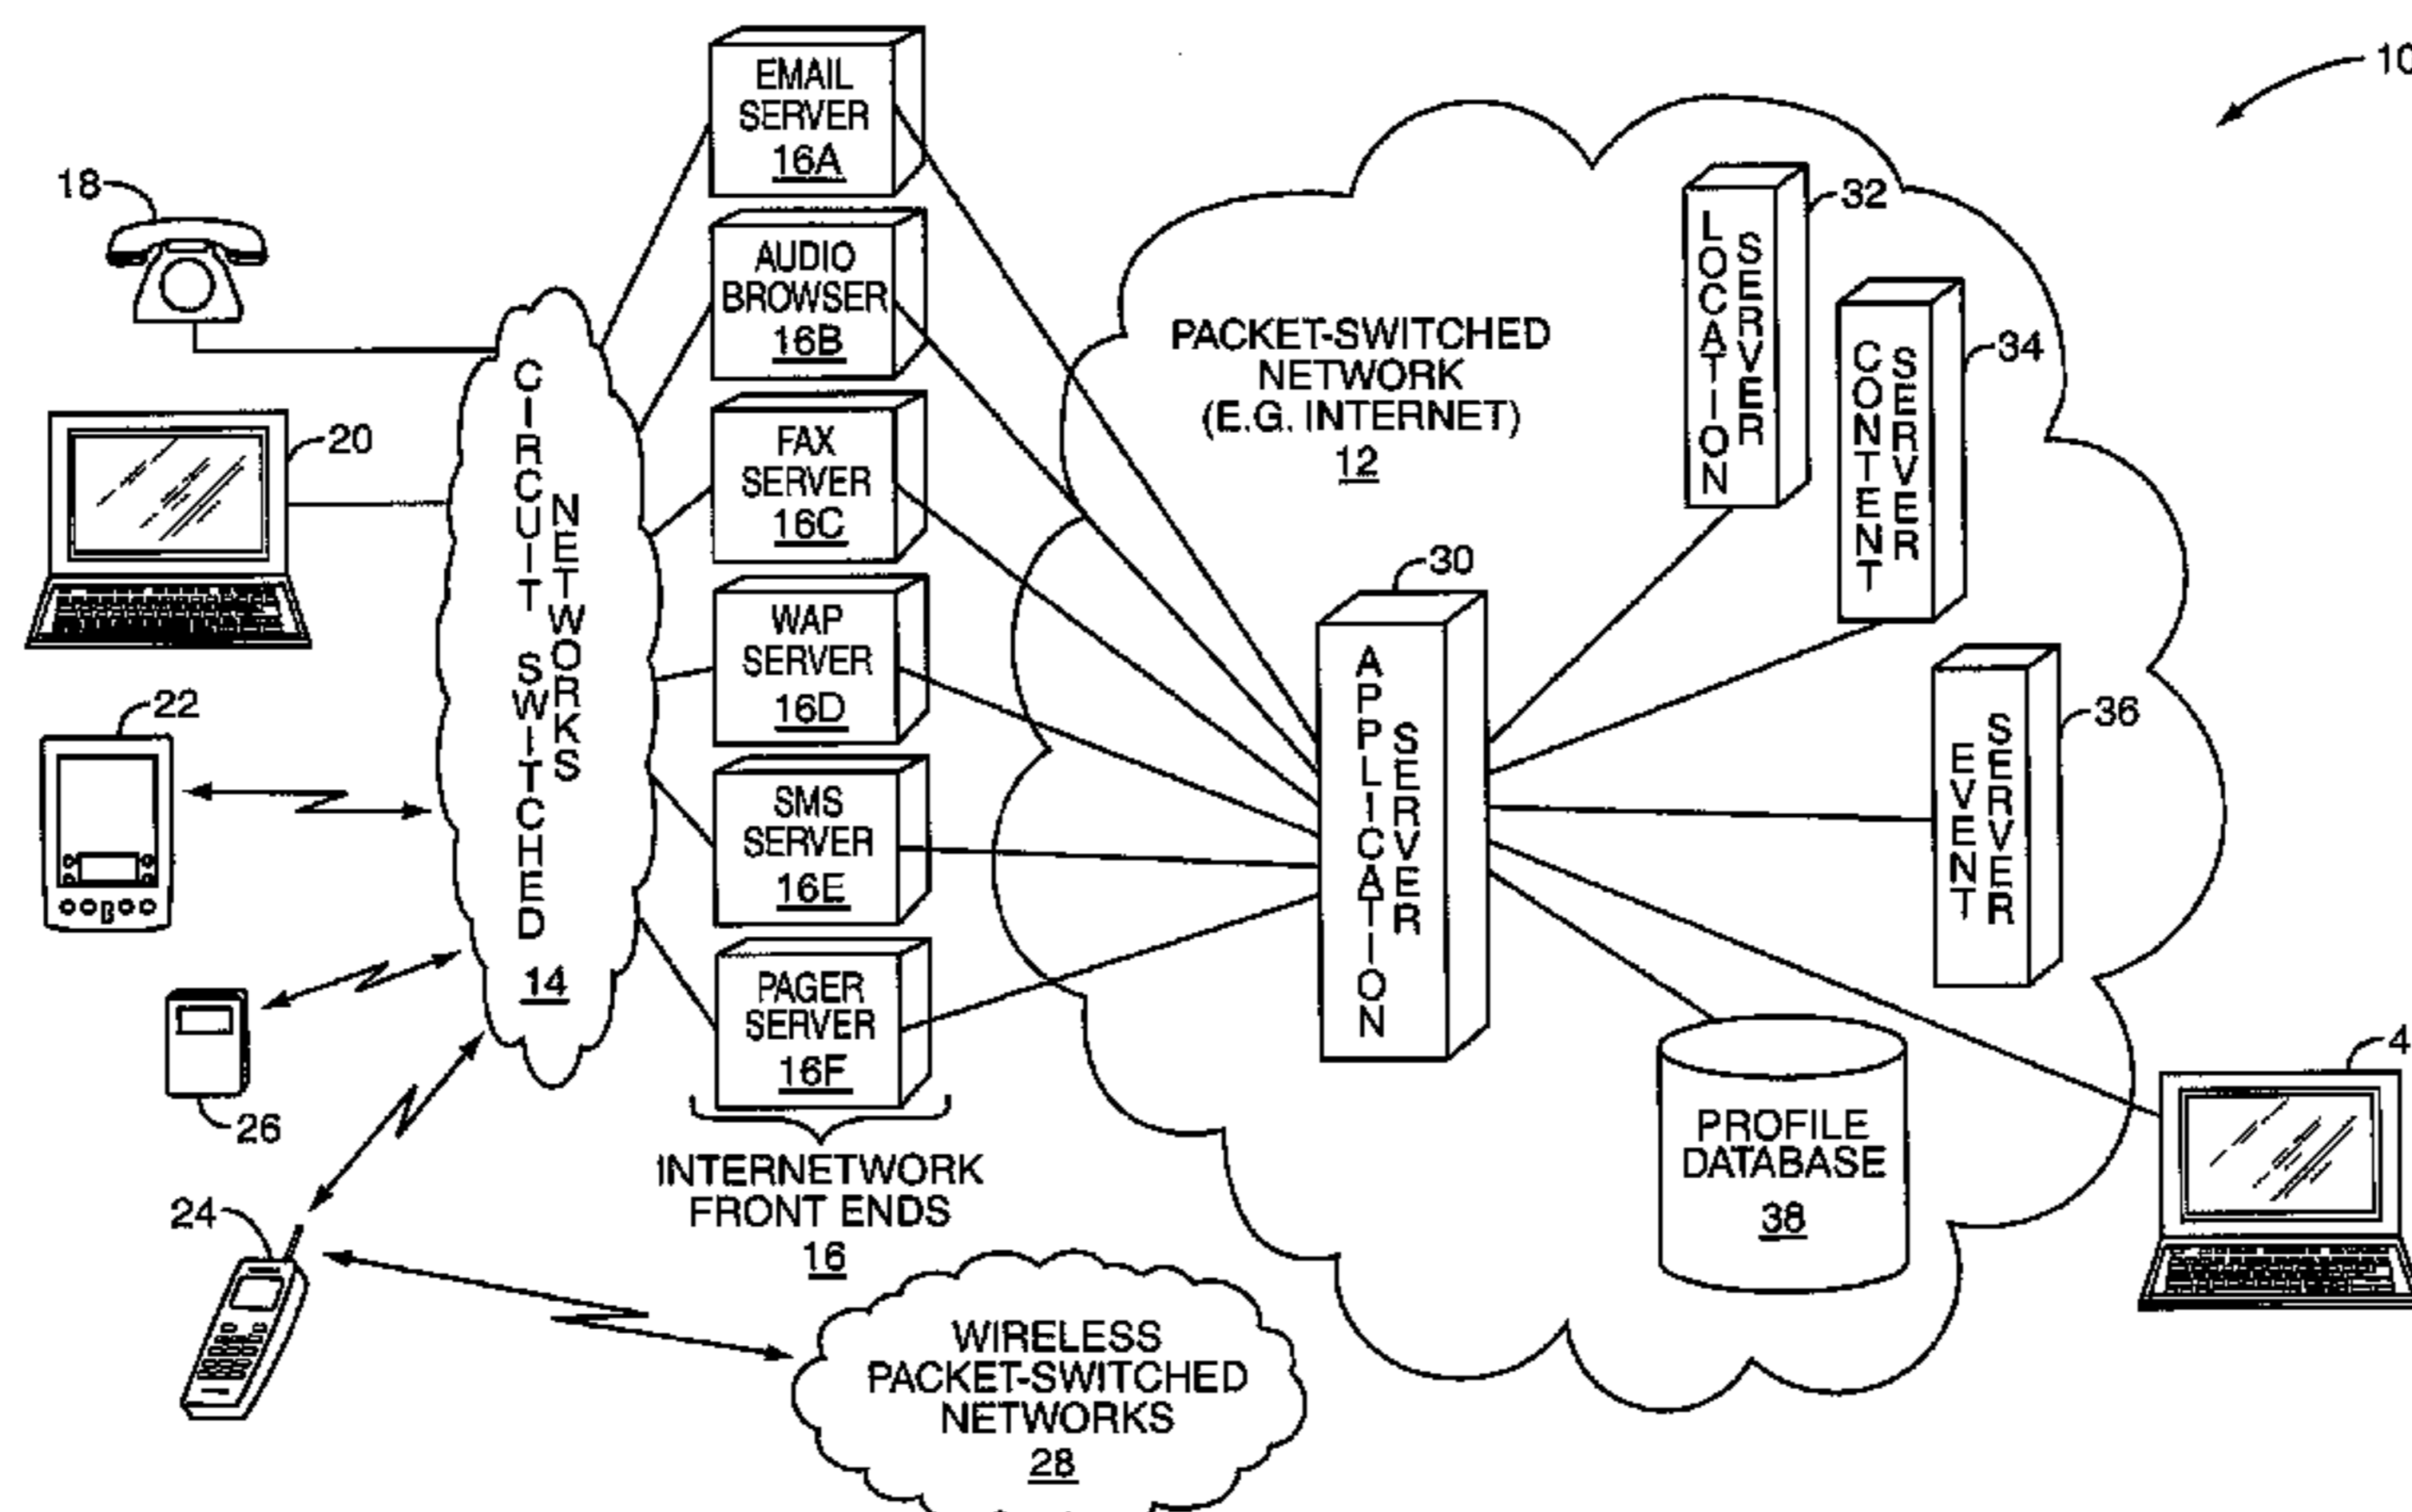 10
18
EMAIL
SERVER
16A
AUDIO
BROWSER
16B
FAX
SERVER
16C
WAP
SERVER
16D
SMS
SERVER
16E
PAGER
SERVER
16F
INTERNETWORK
FRONT ENDS
16
20
22
26
24
CIRCUIT SWITCHED
NETWORKS
14
PACKET-SWITCHED
NETWORK
(E.G. INTERNET)
12
30
APPLICATION
SERVER
LOCATION
SERVER
32
CONTENT
SERVER
34
EVENT
SERVER
36
PROFILE
DATABASE
38
4
WIRELESS
PACKET-SWITCHED
NETWORKS
28